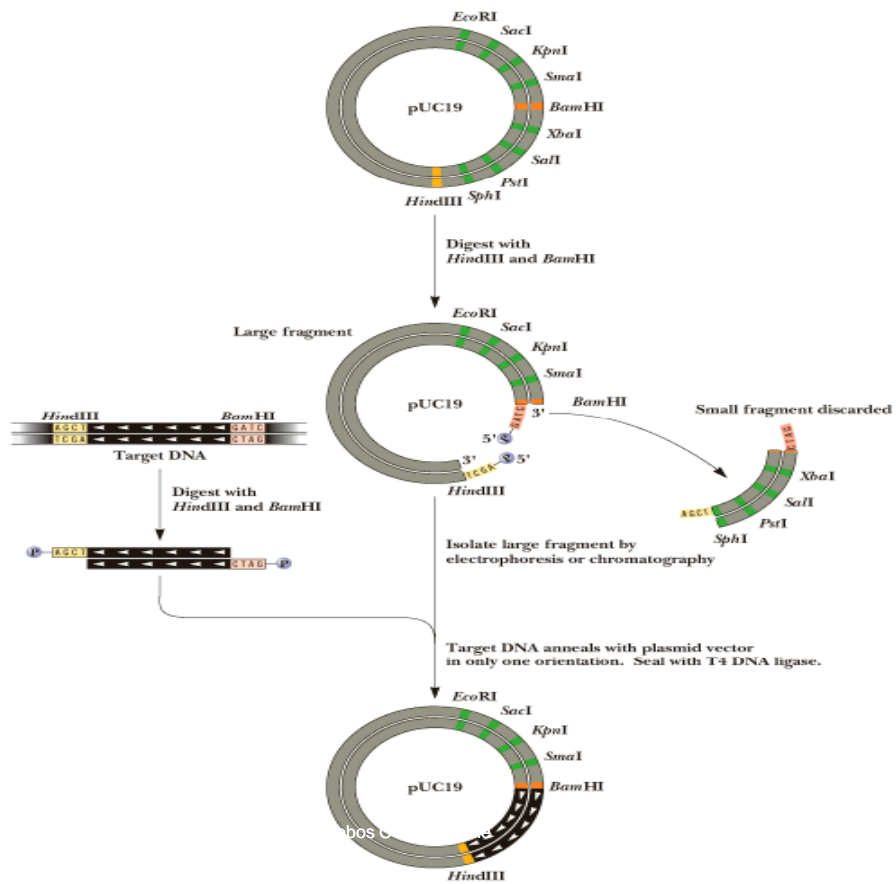 EcoRI
SacI
KpnI
SmaI
pUC19
BamHI
XbaI
SalI
PstI
SphI
HindIII
Digest with
HindIII and BamHI
EcoRI
Large fragment
SacI
KpnI
SmaI
pUC19
BamHI
3'
GATC
5' P
3'
TCGA P 5'
HindIII
Small fragment discarded
CTAG
XbaI
SalI
PstI
AGCT
SphI
HindIII BamHI
AGCT GATC
TCGA CTAG
Target DNA
Digest with
HindIII and BamHI
P AGCT
CTAG P
Isolate large fragment by
electrophoresis or chromatography
Target DNA anneals with plasmid vector
in only one orientation. Seal with T4 DNA ligase.
EcoRI
SacI
KpnI
SmaI
pUC19
BamHI
HindIII